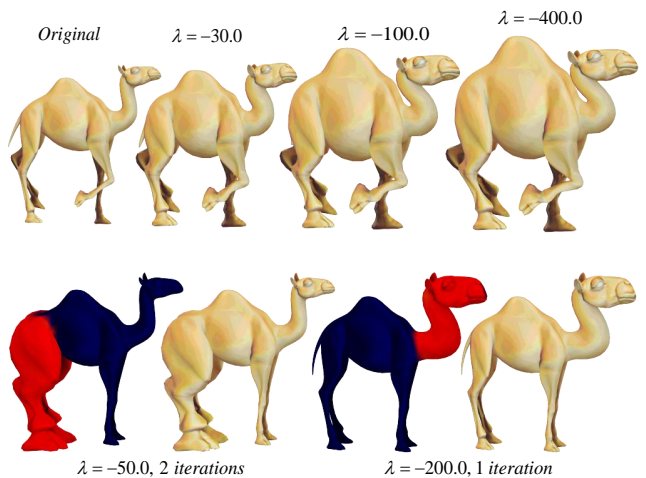 Original
λ = −30.0
λ = −100.0
λ = −400.0
λ = −50.0, 2 iterations
λ = −200.0, 1 iteration